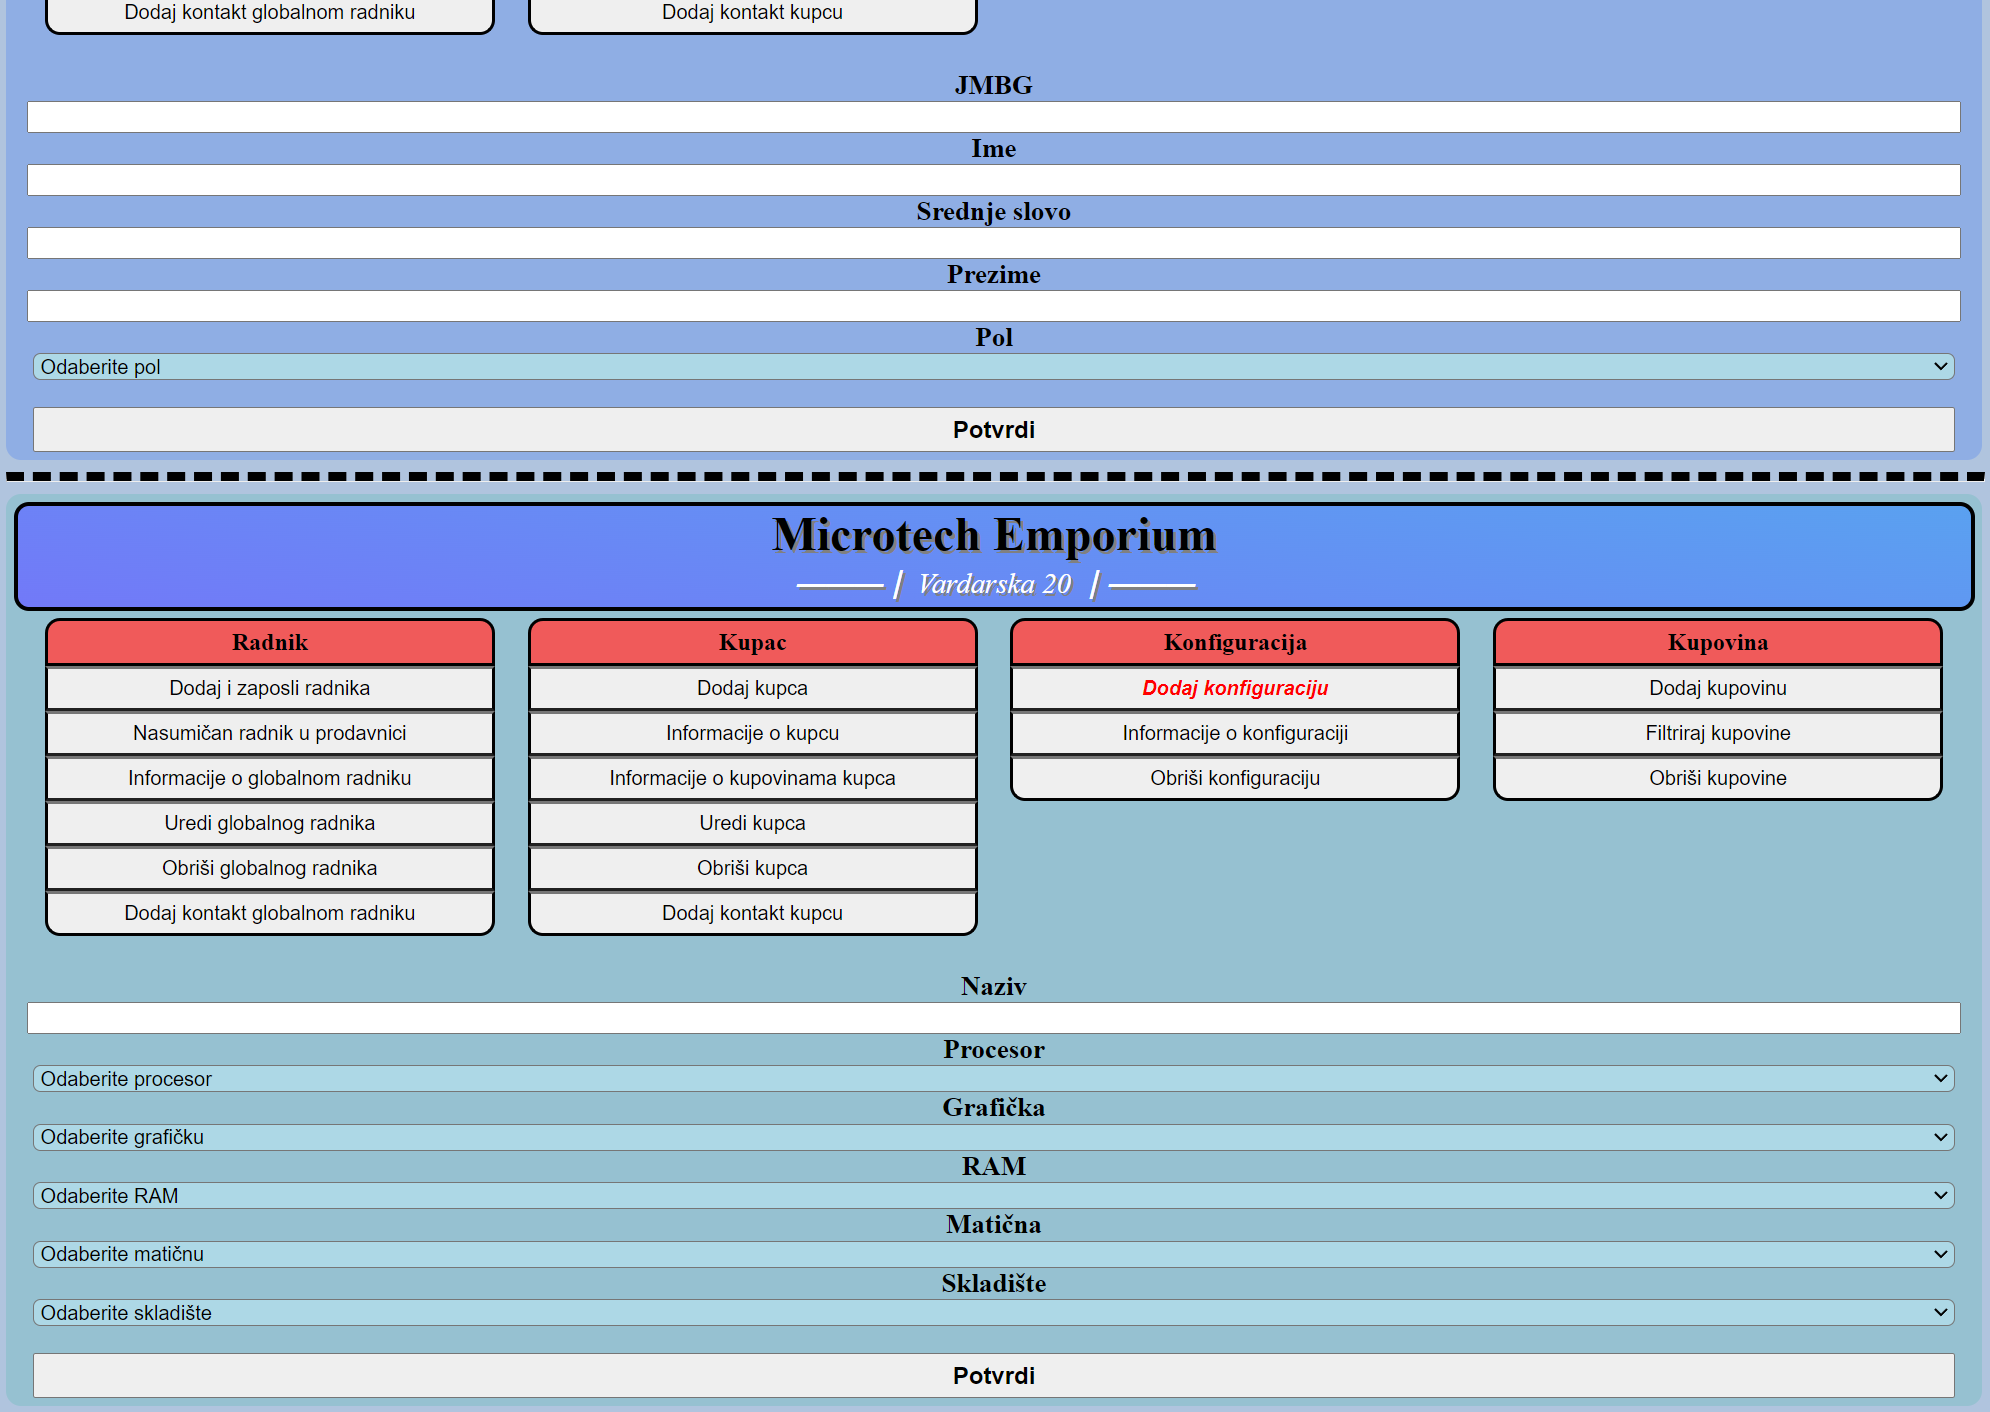 Dodaj kontakt globalnom radniku
Dodaj kontakt kupcu
JMBG
Ime
Srednje slovo
Prezime
Pol
Odaberite pol
Potvrdi
Microtech Emporium
Vardarska 20
Radnik
Dodaj i zaposli radnika
Nasumičan radnik u prodavnici
Informacije o globalnom radniku
Uredi globalnog radnika
Obriši globalnog radnika
Dodaj kontakt globalnom radniku
Kupac
Dodaj kupca
Informacije o kupcu
Informacije o kupovinama kupca
Uredi kupca
Obriši kupca
Dodaj kontakt kupcu
Konfiguracija
Dodaj konfiguraciju
Informacije o konfiguraciji
Obriši konfiguraciju
Kupovina
Dodaj kupovinu
Filtriraj kupovine
Obriši kupovine
Naziv
Procesor
Odaberite procesor
Grafička
Odaberite grafičku
RAM
Odaberite RAM
Matična
Odaberite matičnu
Skladište
Odaberite skladište
Potvrdi